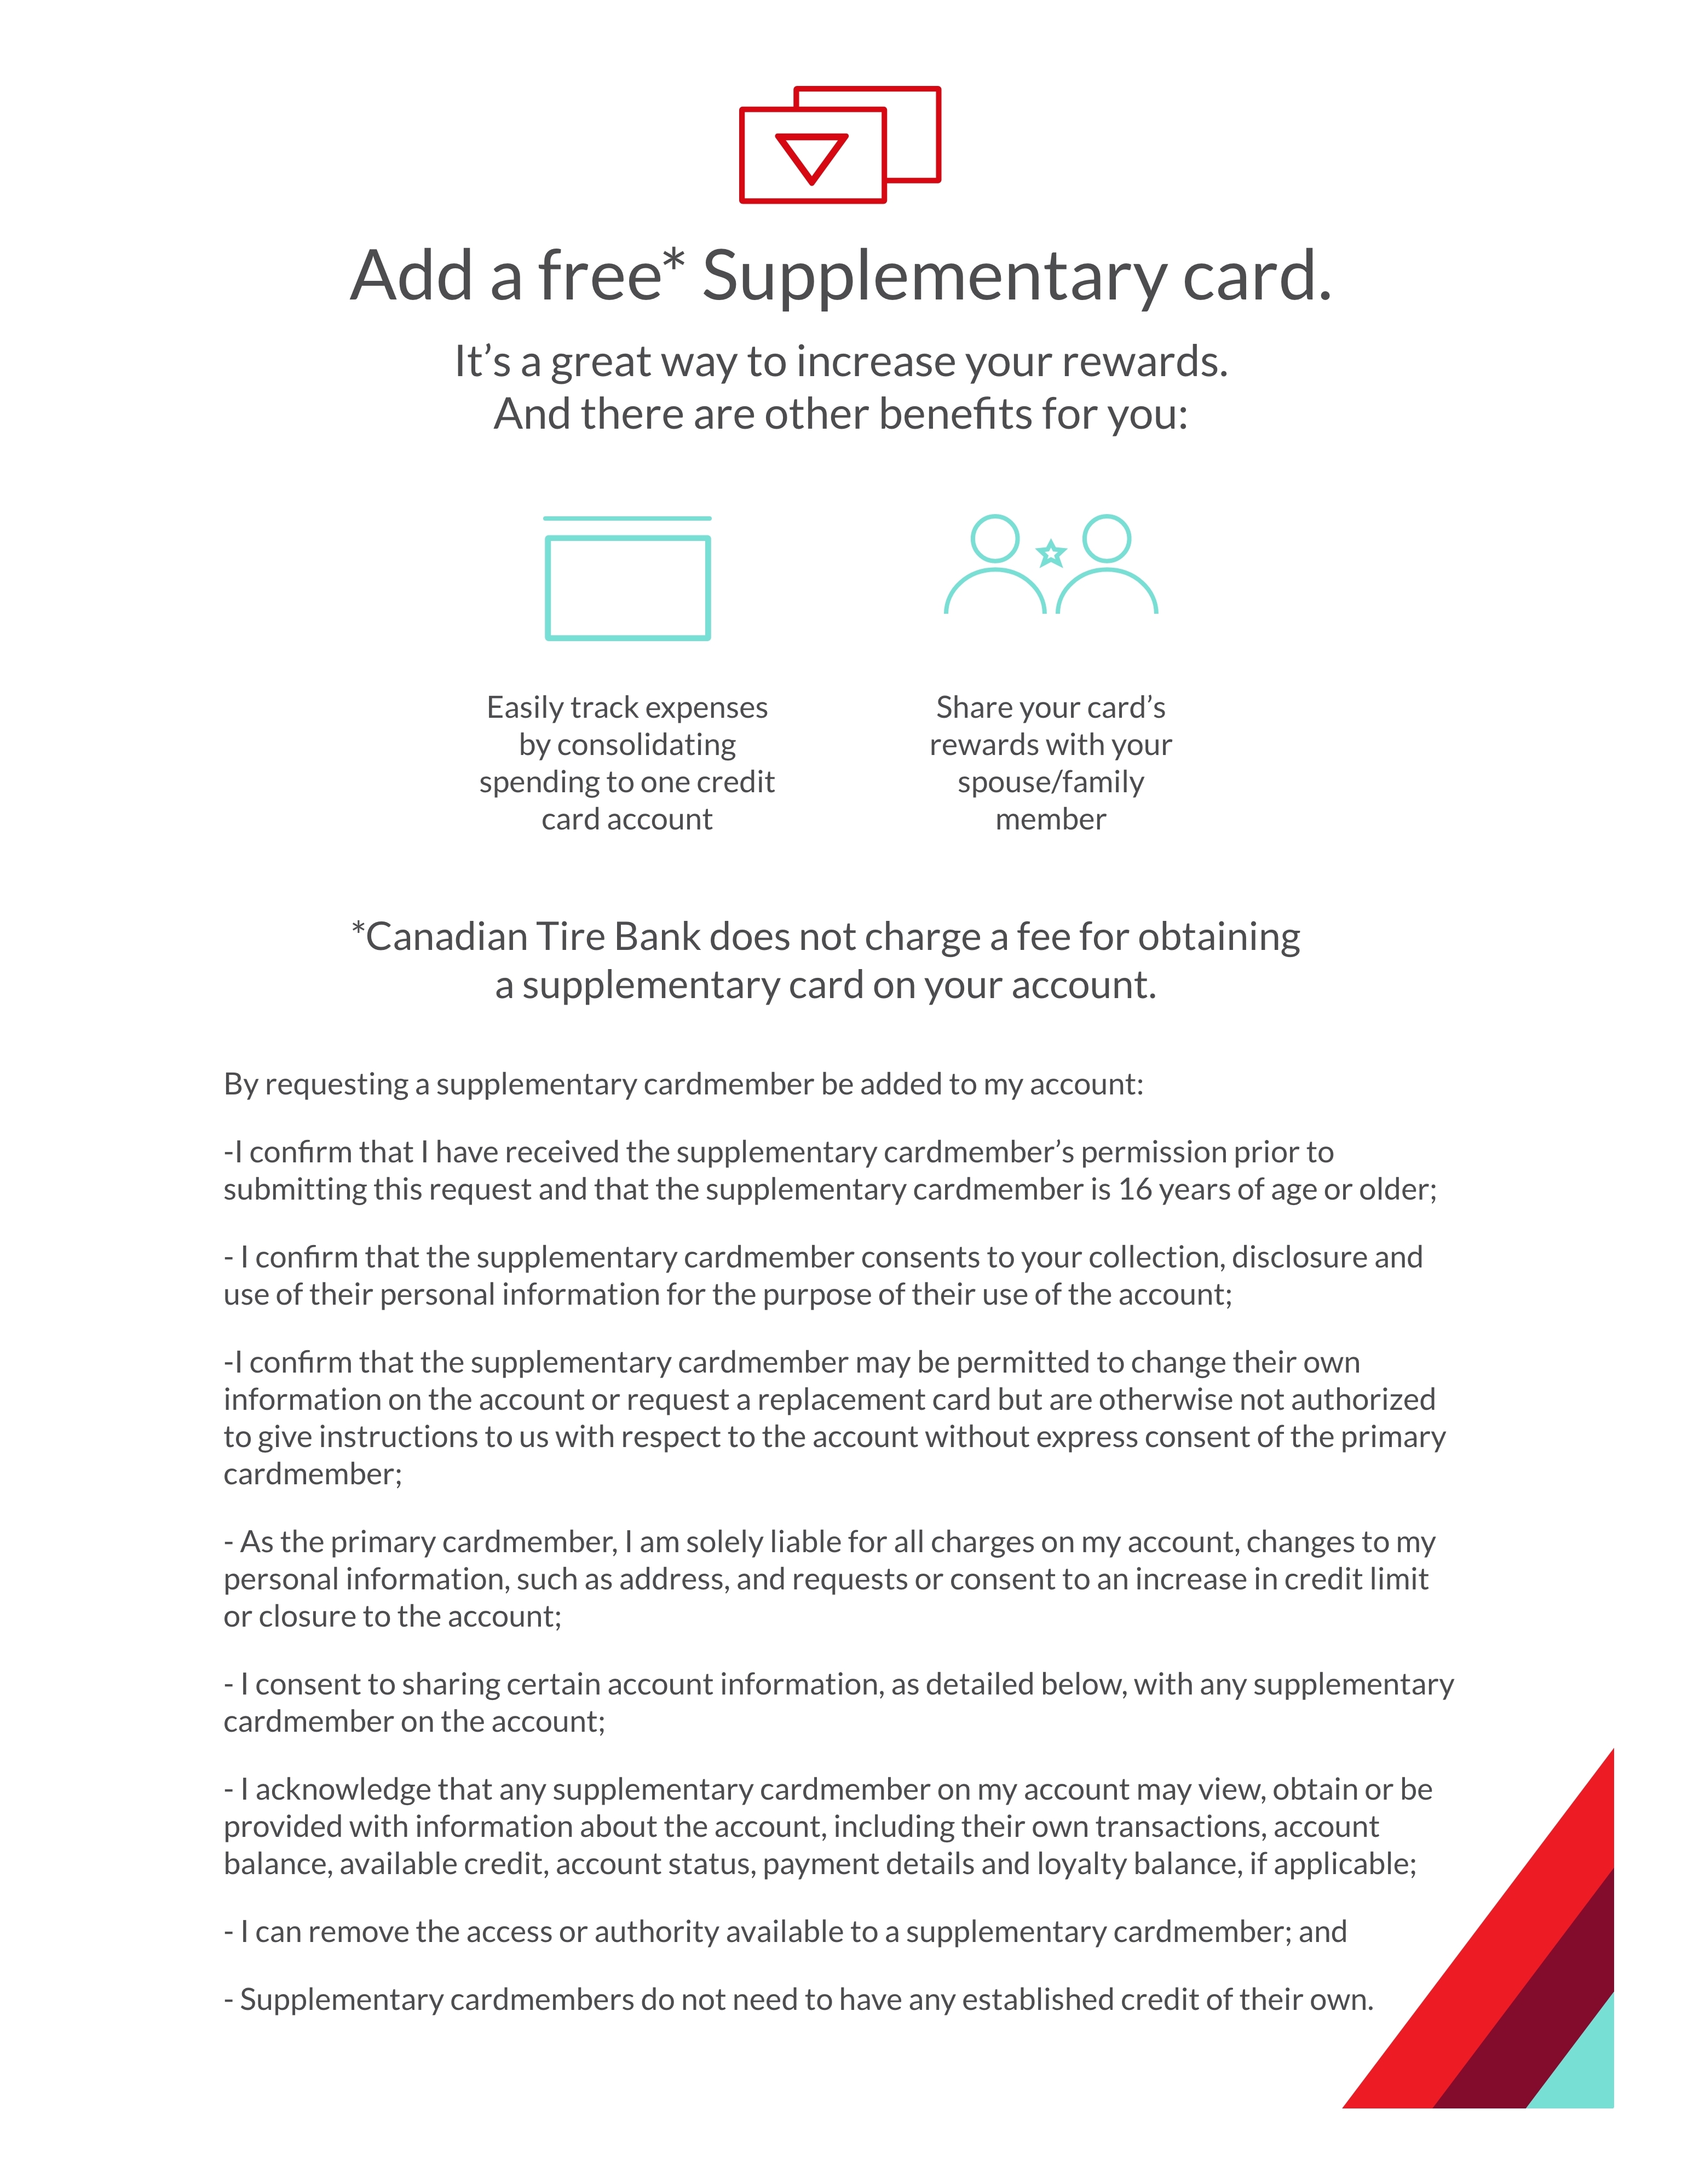 Add a free* Supplementary card.
It’s a great way to increase your rewards.
And there are other benefits for you:
Easily track expenses
by consolidating
spending to one credit
card account
Share your card’s
rewards with your
spouse/family
member
*Canadian Tire Bank does not charge a fee for obtaining
a supplementary card on your account.
By requesting a supplementary cardmember be added to my account:
-I confirm that I have received the supplementary cardmember’s permission prior to
submitting this request and that the supplementary cardmember is 16 years of age or older;
- I confirm that the supplementary cardmember consents to your collection, disclosure and
use of their personal information for the purpose of their use of the account;
-I confirm that the supplementary cardmember may be permitted to change their own
information on the account or request a replacement card but are otherwise not authorized
to give instructions to us with respect to the account without express consent of the primary
cardmember;
- As the primary cardmember, I am solely liable for all charges on my account, changes to my
personal information, such as address, and requests or consent to an increase in credit limit
or closure to the account;
- I consent to sharing certain account information, as detailed below, with any supplementary
cardmember on the account;
- I acknowledge that any supplementary cardmember on my account may view, obtain or be
provided with information about the account, including their own transactions, account
balance, available credit, account status, payment details and loyalty balance, if applicable;
- I can remove the access or authority available to a supplementary cardmember; and
- Supplementary cardmembers do not need to have any established credit of their own.